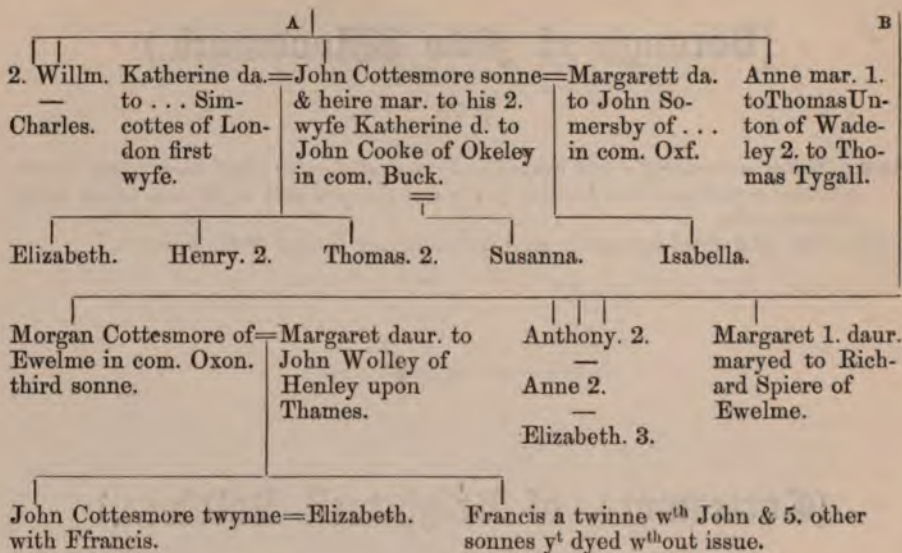 A B
2. Willm.
—
Charles.
Katherine da.
to . . . Sim-
cottes of Lon-
don first
wyfe.
John Cottesmore sonne
& heire mar. to his 2.
wyfe Katherine d. to
John Cooke of Okeley
in com. Buck.
Margarett da.
to John So-
mersby of . . .
in com. Oxf.
Anne mar. 1.
toThomasUn-
ton of Wade-
ley 2. to Tho-
mas Tygall.
Elizabeth. Henry. 2. Thomas. 2. Susanna. Isabella.
Morgan Cottesmore of
Ewelme in com. Oxon.
third sonne.
Margaret daur. to
John Wolley of
Henley upon
Thames.
Anthony. 2.
—
Anne 2.
—
Elizabeth. 3.
Margaret 1. daur.
maryed to Rich-
ard Spiere of
Ewelme.
John Cottesmore twynne=Elizabeth.
with Ffrancis.
Francis a twinne wth John & 5. other
sonnes yt dyed wthout issue.